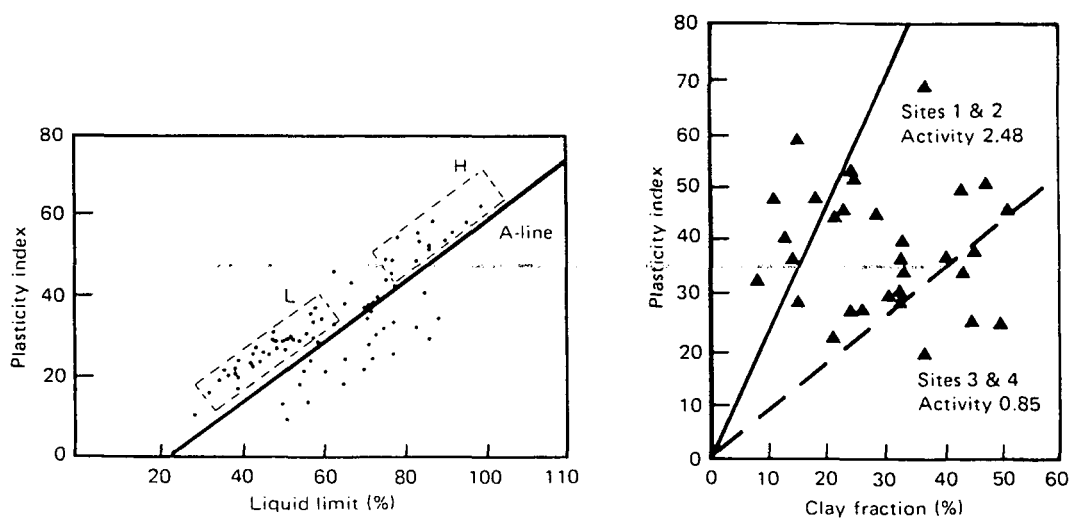 80
60
40
20
0
Plasticity index
H
L
A-line
20
40
60
80
100
110
Liquid limit (%)
80
70
60
50
40
30
20
10
0
Plasticity index
Sites 1 & 2
Activity 2.48
Sites 3 & 4
Activity 0.85
0
10
20
30
40
50
60
Clay fraction (%)